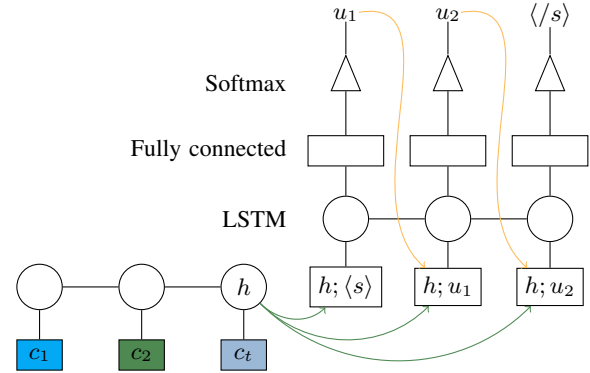 u₁ u₂ ⟨/s⟩
Softmax
Fully connected
LSTM
h h; ⟨s⟩ h; u₁ h; u₂
c₁ c₂ cₜ